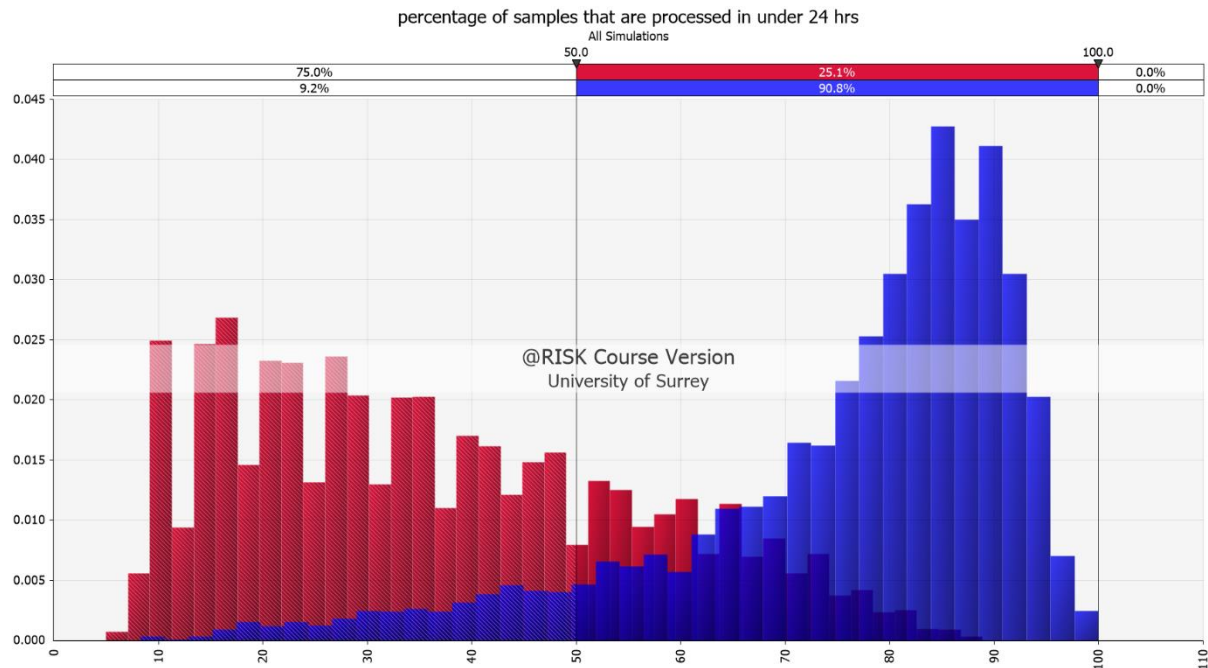 percentage of samples that are processed in under 24 hrs
All Simulations
50.0 100.0
75.0% 25.1% 0.0%
9.2% 90.8% 0.0%
0.045
0.040
0.035
0.030
0.025
@RISK Course Version
University of Surrey
0.020
0.015
0.010
0.005
0.000
0 10 20 30 40 50 60 70 80 90 100 110